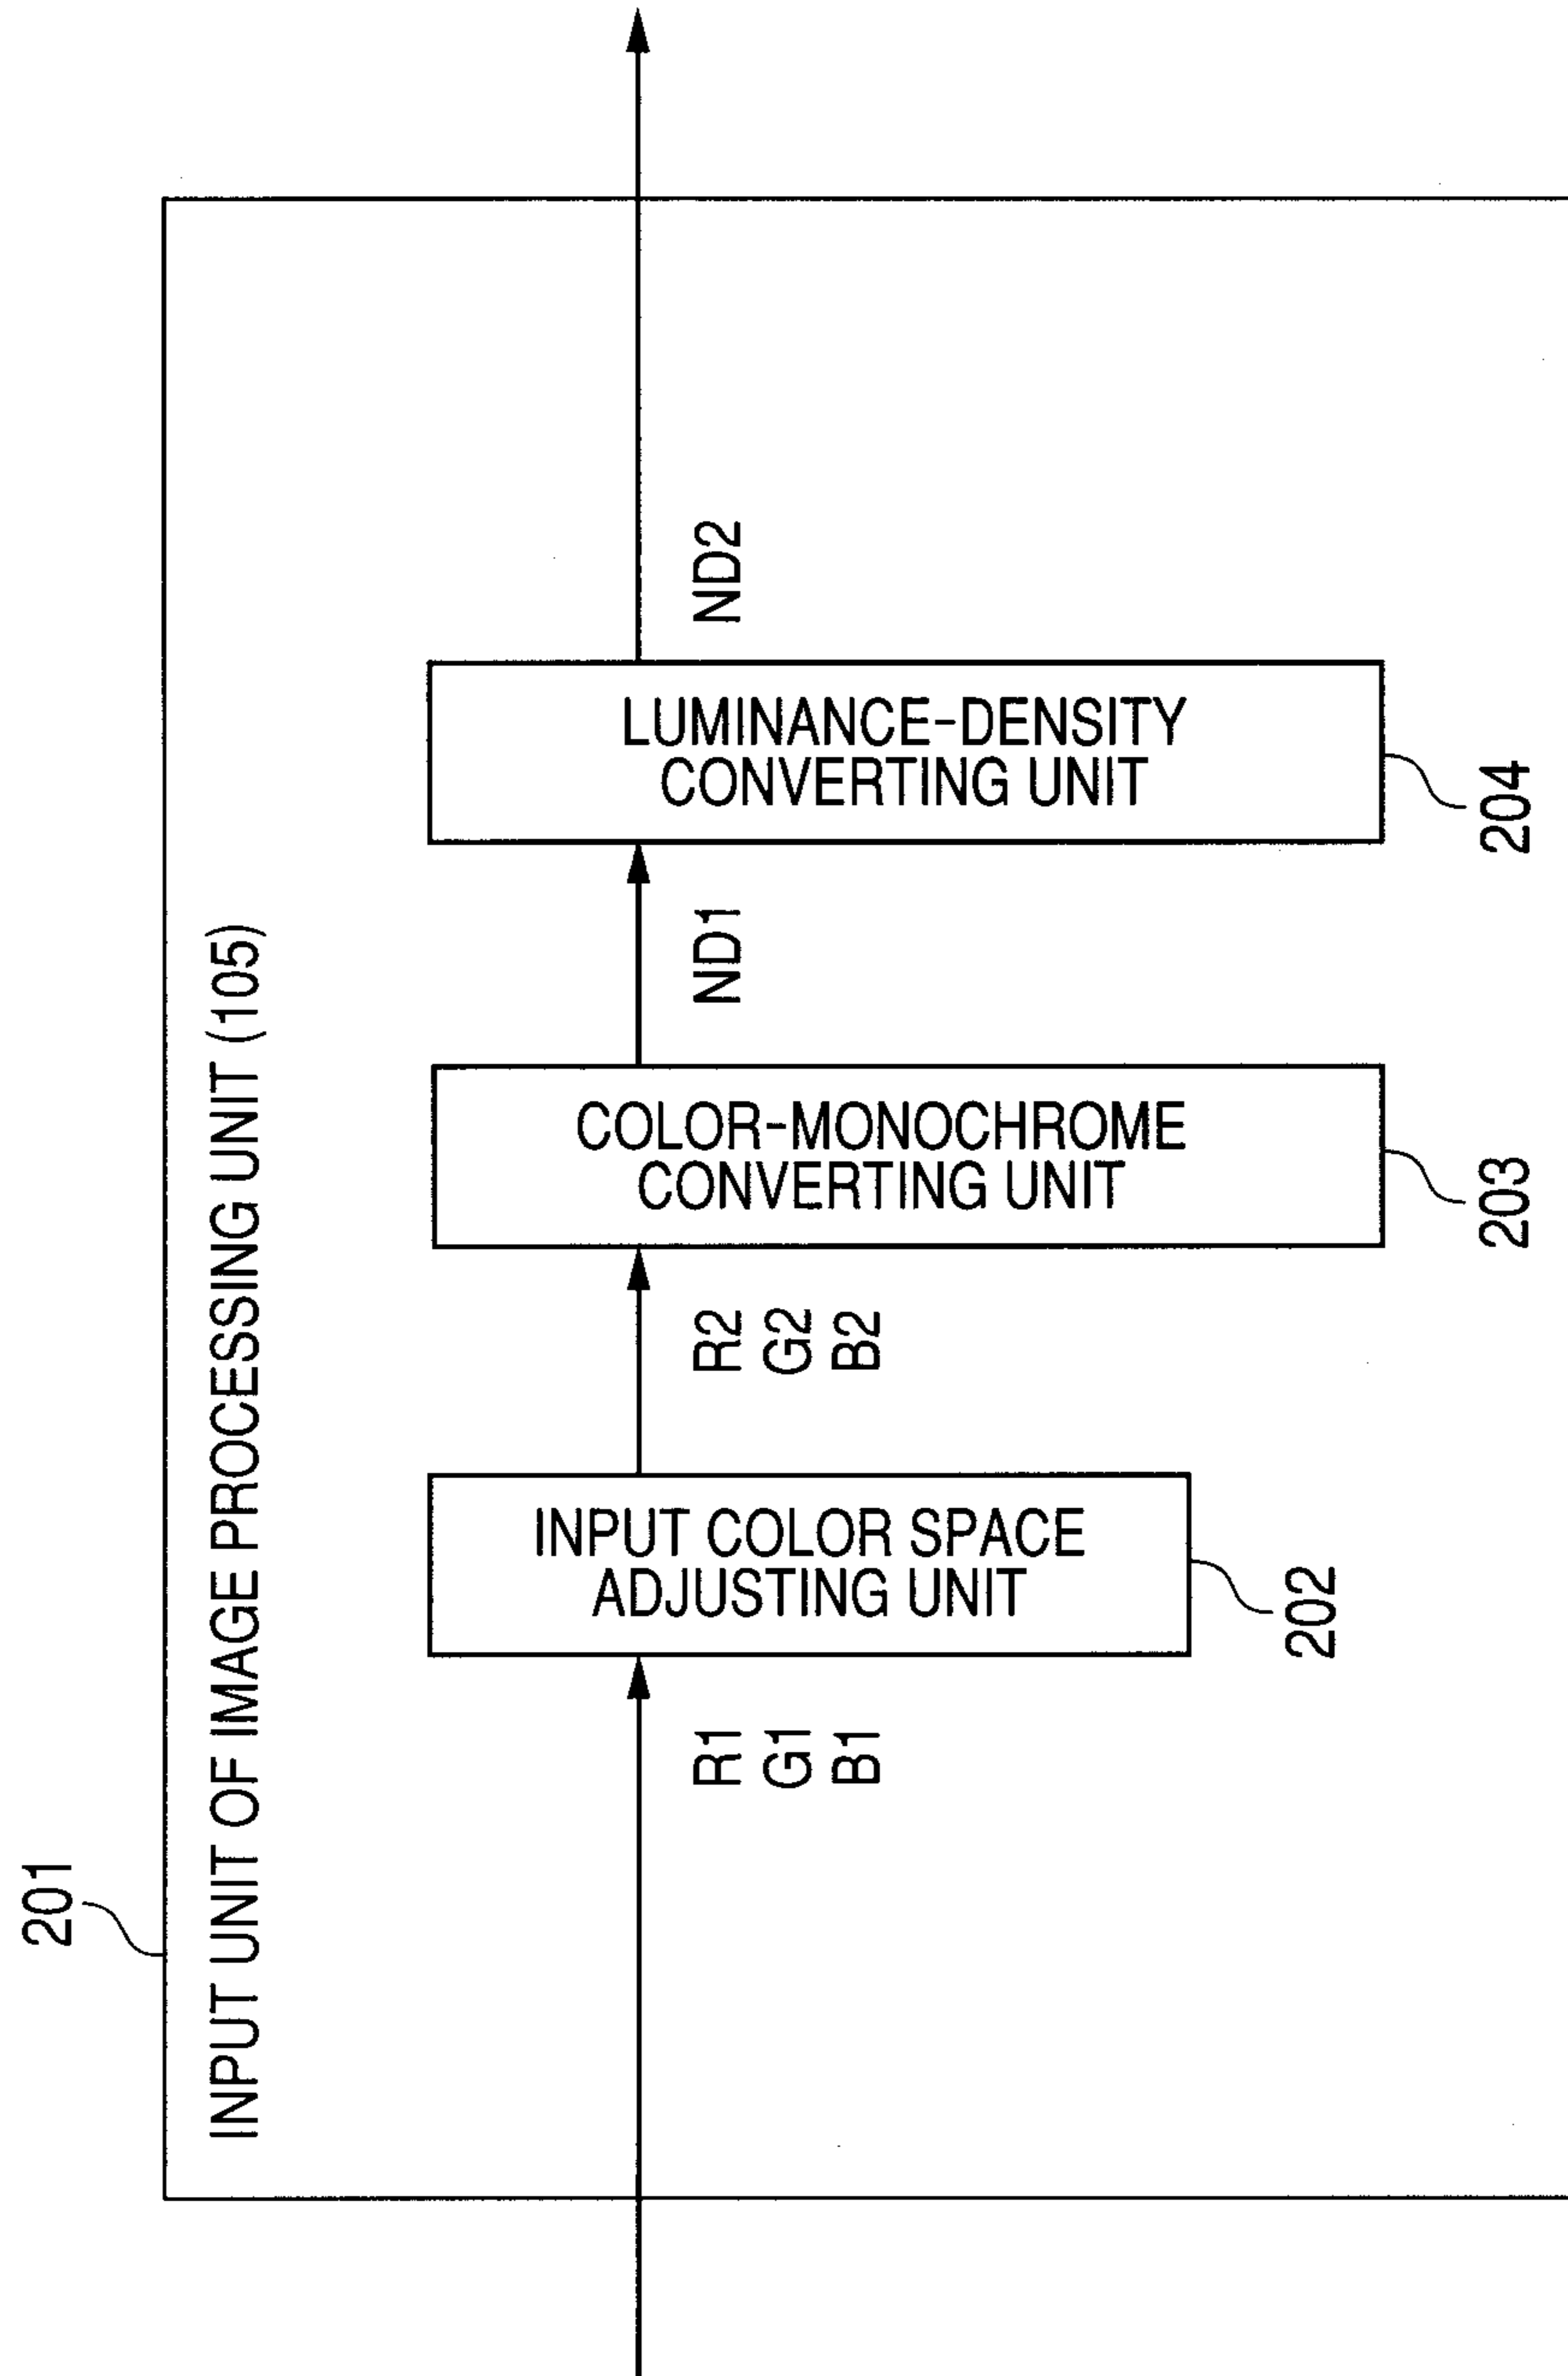 201
INPUT UNIT OF IMAGE PROCESSING UNIT (105)
R1
G1
B1
INPUT COLOR SPACE
ADJUSTING UNIT
202
R2
G2
B2
COLOR-MONOCHROME
CONVERTING UNIT
203
ND1
LUMINANCE-DENSITY
CONVERTING UNIT
204
ND2